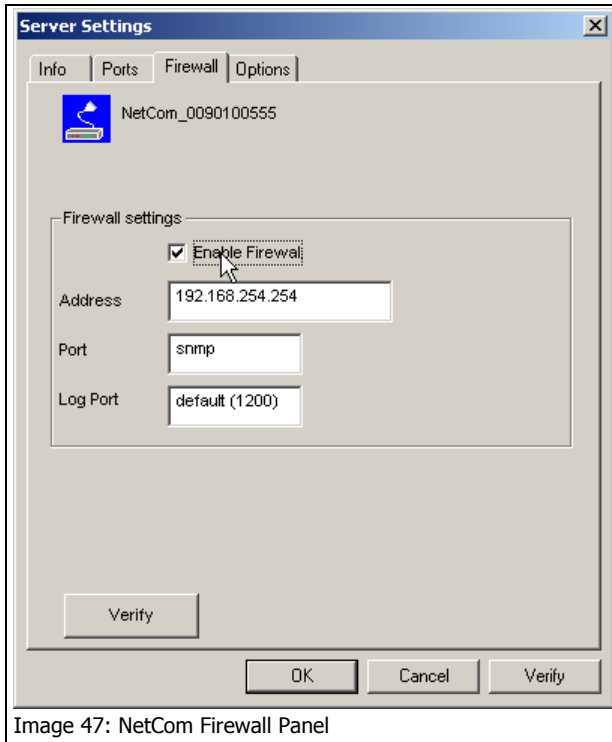 Server Settings
Info Ports Firewall Options
NetCom_0090100555
Firewall settings
Enable Firewal
Address 192.168.254.254
Port snmp
Log Port default (1200)
Verify
OK Cancel Verify
Image 47: NetCom Firewall Panel